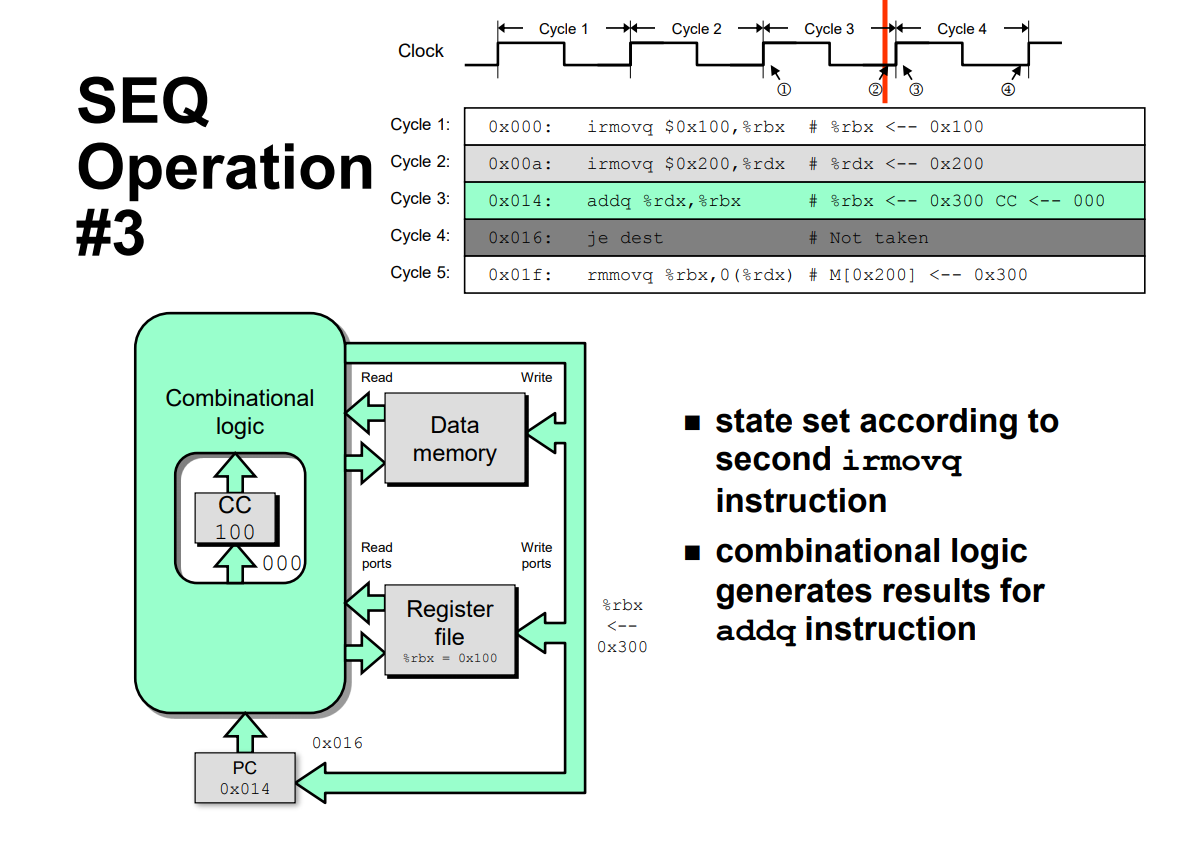 SEQ
Operation
#3
Cycle 1 Cycle 2 Cycle 3 Cycle 4
Clock
① ② ③ ④
Cycle 1: 0x000: irmovq $0x100,%rbx # %rbx <-- 0x100
Cycle 2: 0x00a: irmovq $0x200,%rdx # %rdx <-- 0x200
Cycle 3: 0x014: addq %rdx,%rbx # %rbx <-- 0x300 CC <-- 000
Cycle 4: 0x016: je dest # Not taken
Cycle 5: 0x01f: rmmovq %rbx,0(%rdx) # M[0x200] <-- 0x300
Combinational
logic
CC
100
000
Read
Write
Data
memory
Read
ports
Write
ports
Register
file
%rbx = 0x100
%rbx
<--
0x300
0x016
PC
0x014
■ state set according to
second irmovq
instruction
■ combinational logic
generates results for
addq instruction